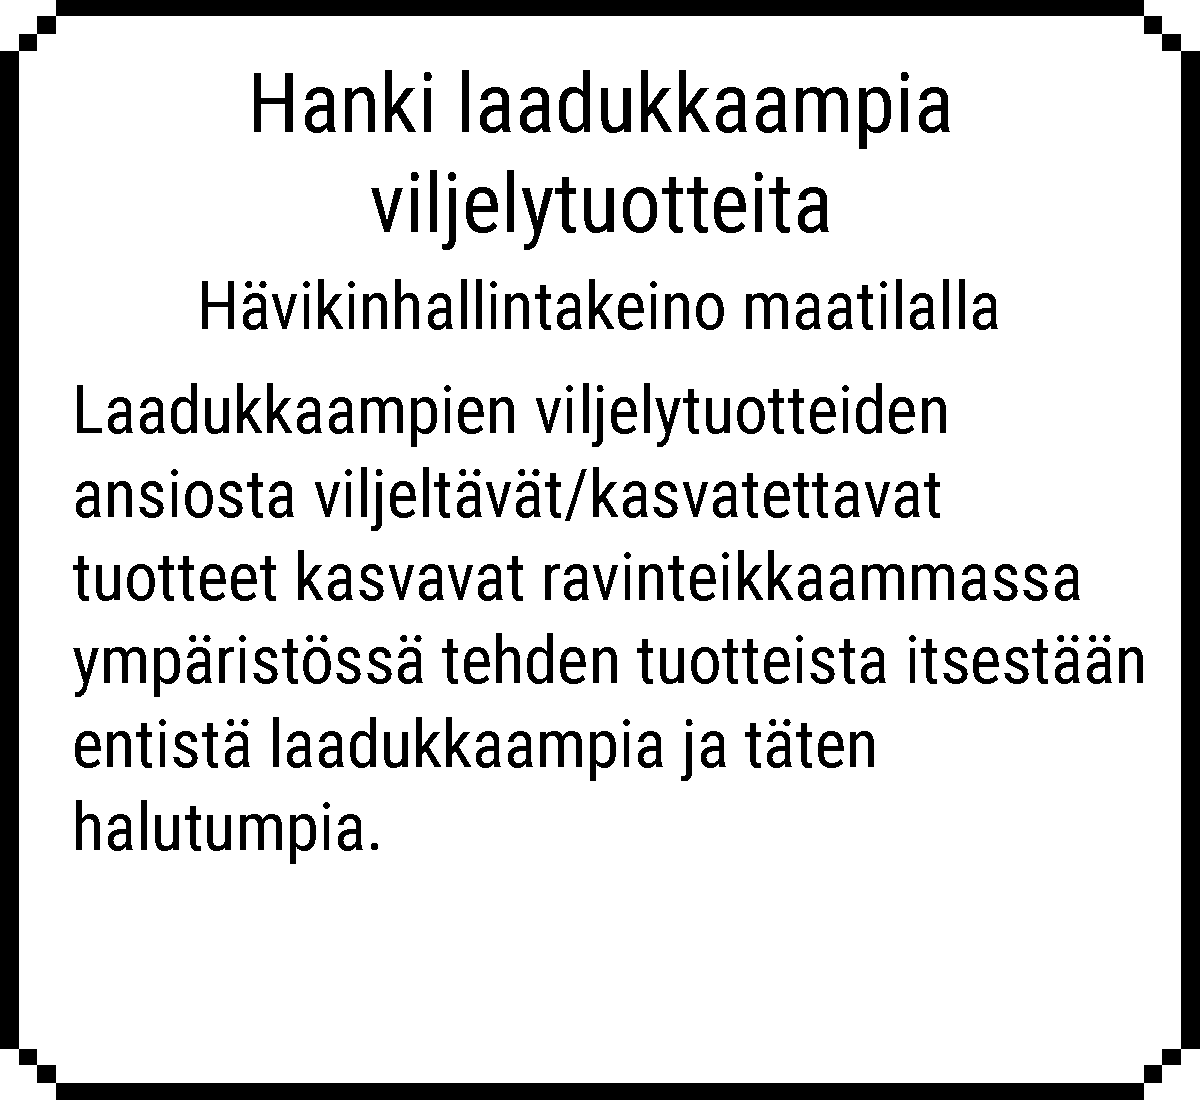 Hanki laadukkaampia
viljelytuotteita
Hävikinhallintakeino maatilalla
Laadukkaampien viljelytuotteiden
ansiosta viljeltävät/kasvatettavat
tuotteet kasvavat ravinteikkaammassa
ympäristössä tehden tuotteista itsestään
entistä laadukkaampia ja täten
halutumpia.